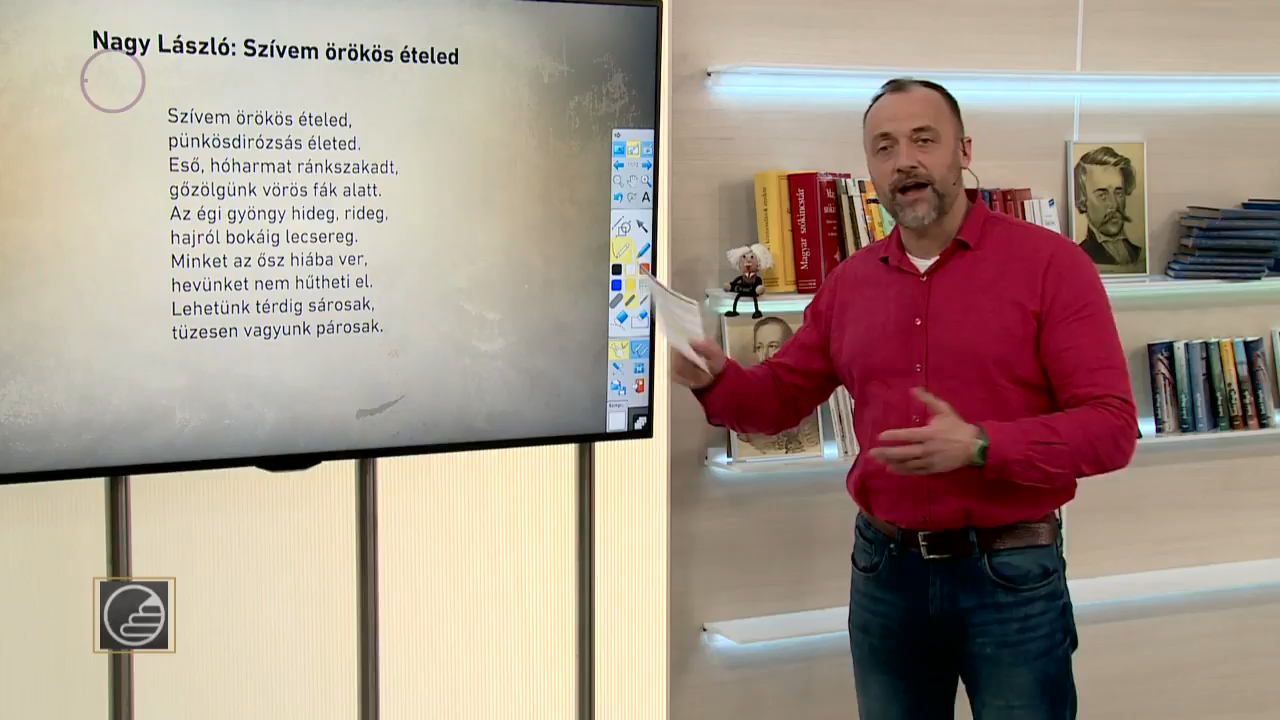 Nagy László: Szívem örökös ételed
Szívem örökös ételed,
pünkösdirózsás életed.
Eső, hóharmat ránkszakadt,
gőzölgünk vörös fák alatt.
Az égi gyöngy hideg, rideg,
hajról bokáig lecsereg.
Minket az ősz hiába ver,
hevünket nem hűtheti el.
Lehetünk térdig sárosak,
tüzesen vagyunk párosak.
Magyar szókincstár